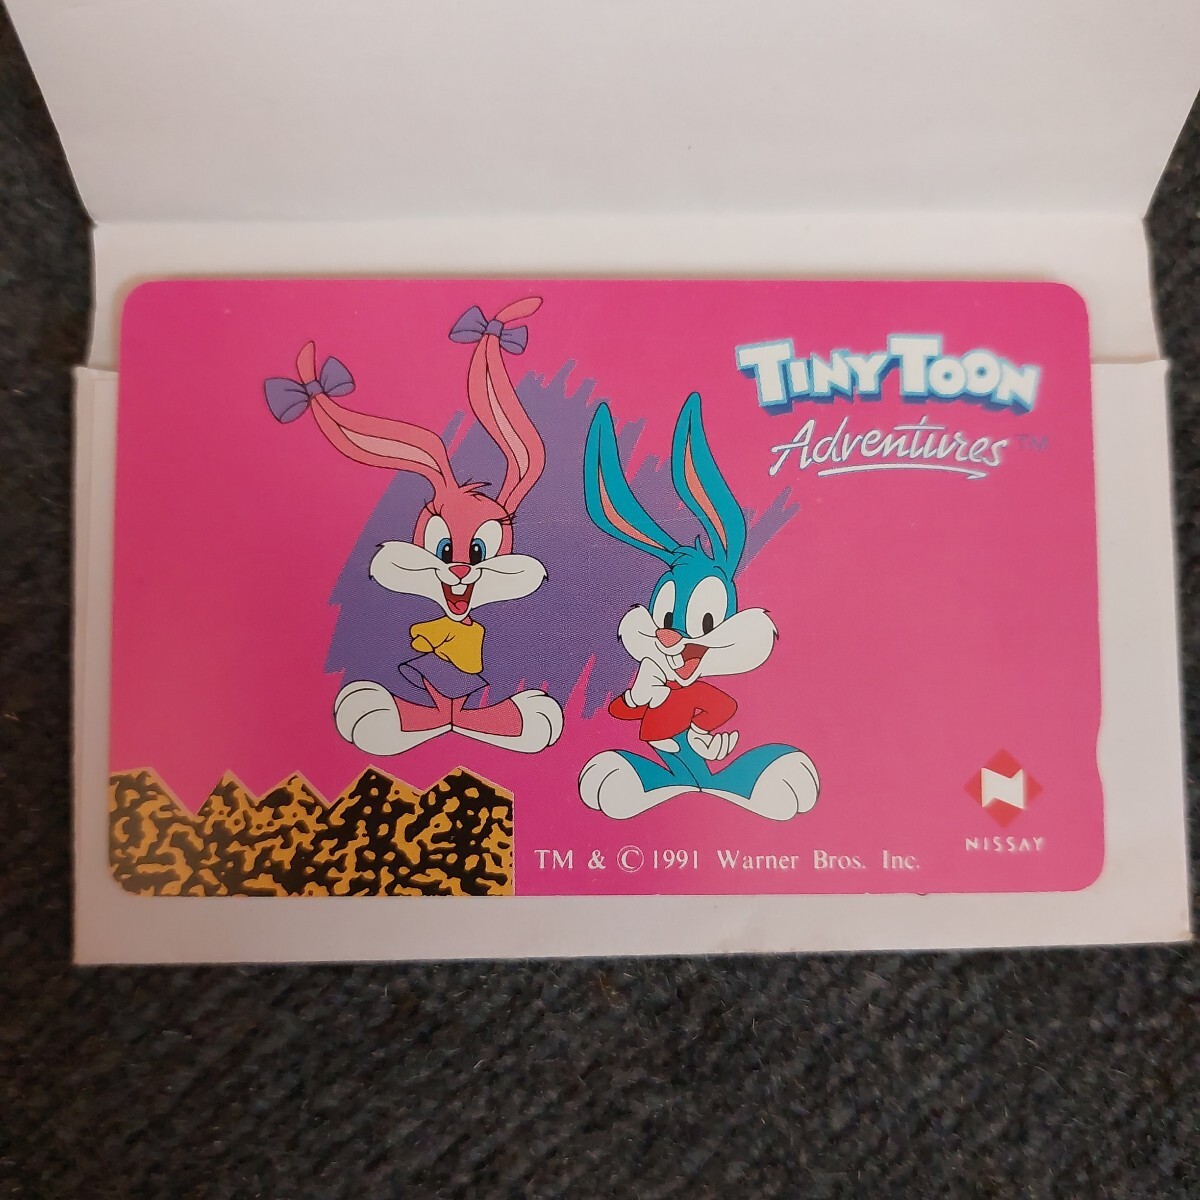 TINY TOON
Adventures™
NISSAY
TM & © 1991 Warner Bros. Inc.